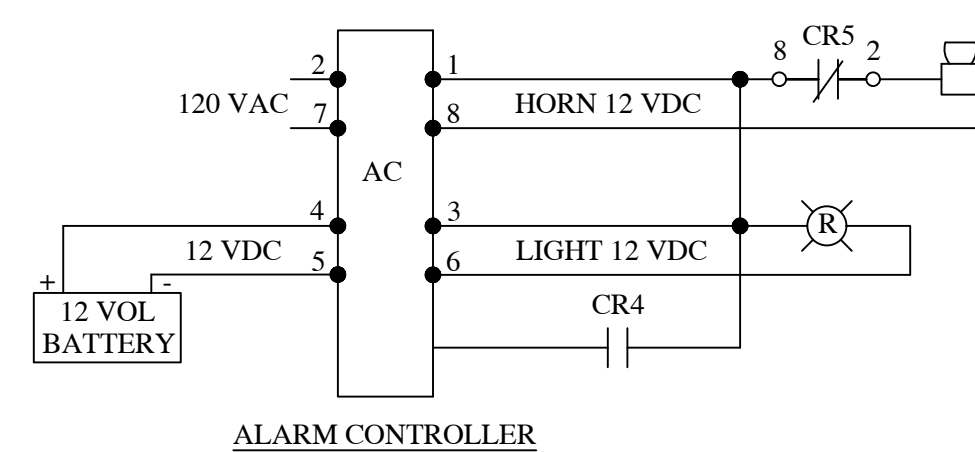 CR5
8
2
2
1
120 VAC
7
HORN 12 VDC
8
AC
4
3
12 VDC
LIGHT 12 VDC
R
5
6
+
-
12 VOL
BATTERY
CR4
ALARM CONTROLLER